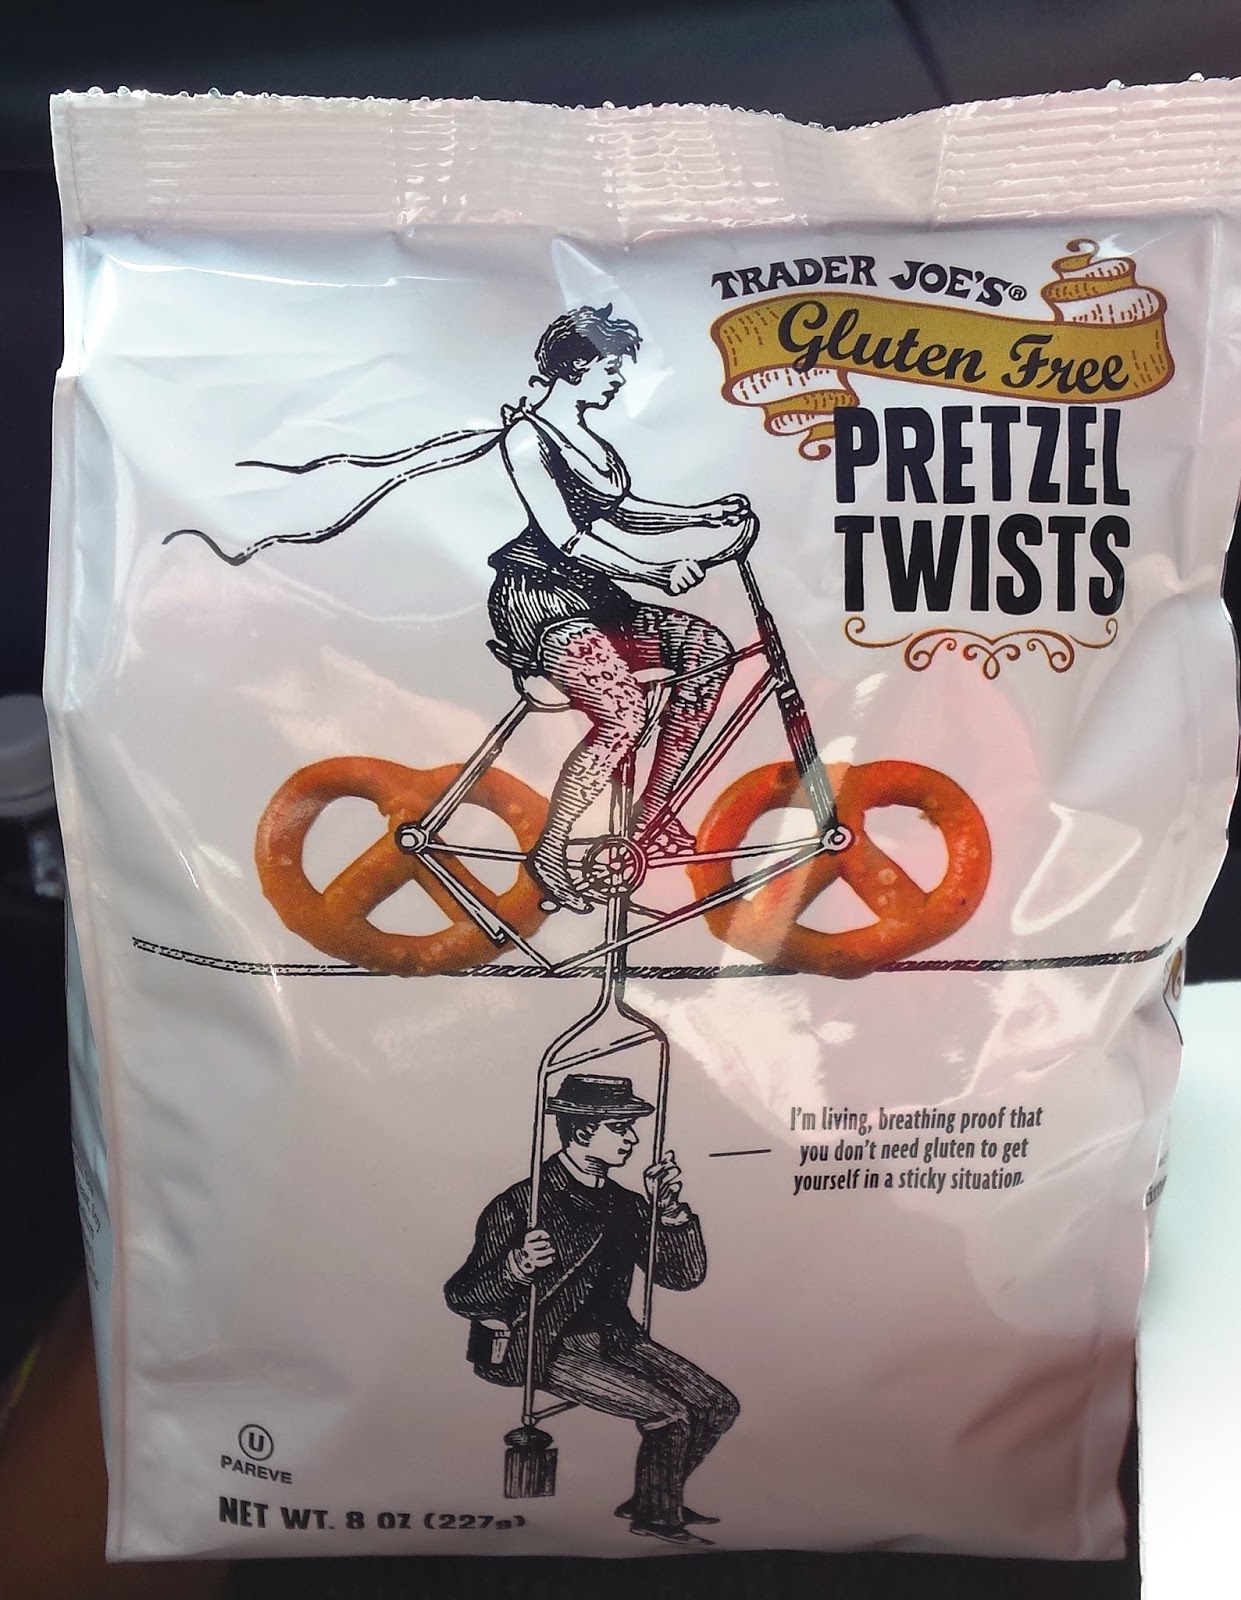 TRADER JOE'S®
Gluten Free
PRETZEL
TWISTS
I'm living, breathing proof that
you don't need gluten to get
yourself in a sticky situation.
U
PAREVE
NET WT. 8 OZ (227g)